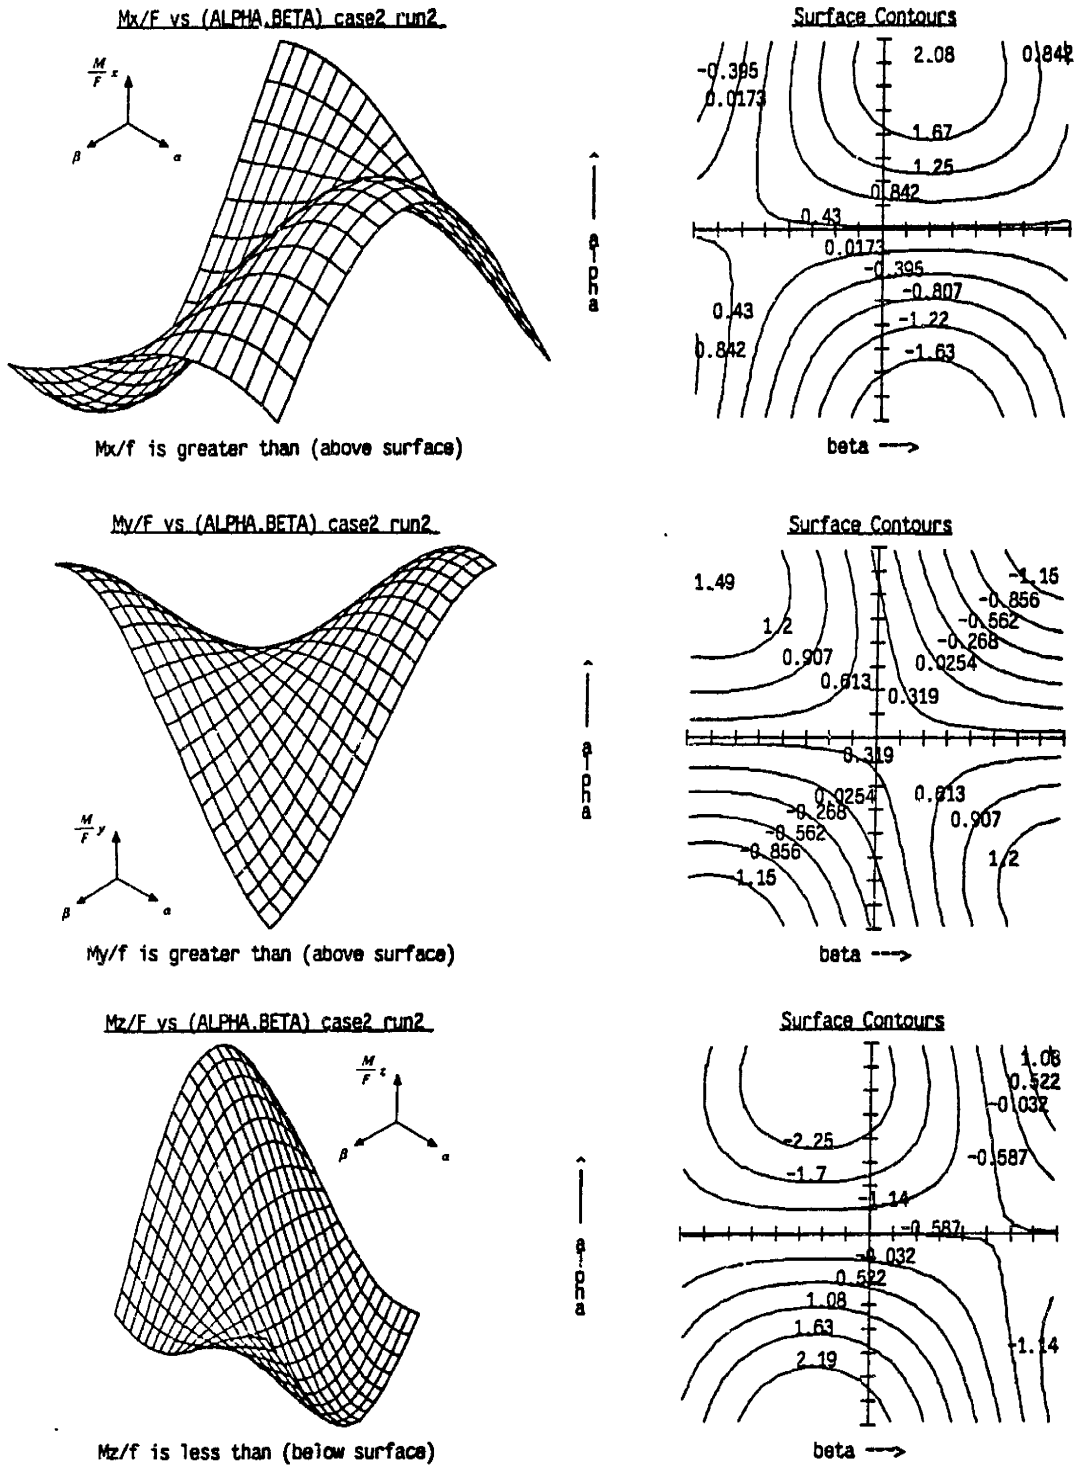 Mx/F vs (ALPHA.BETA) case2 run2
M/F x
β
α
Mx/f is greater than (above surface)
Surface Contours
2.08
0.842
-0.395
0.0173
1.67
1.25
0.842
0.43
0.0173
-0.395
-0.807
0.43
-1.22
0.842
-1.63
alpha
beta --->
My/F vs (ALPHA.BETA) case2 run2
M/F y
β
α
My/f is greater than (above surface)
Surface Contours
-1.15
1.49
-0.856
-0.562
1.2
-0.268
0.907
0.0254
0.613
0.319
0.319
0.0254
0.613
-0.268
0.907
-0.562
-0.856
1.2
-1.15
alpha
beta --->
Mz/F vs (ALPHA.BETA) case2 run2
M/F z
β
α
Mz/f is less than (below surface)
Surface Contours
1.08
0.522
-0.032
-2.25
-0.587
-1.7
-1.14
-0.587
-0.032
0.522
1.08
1.63
-1.14
2.19
alpha
beta --->